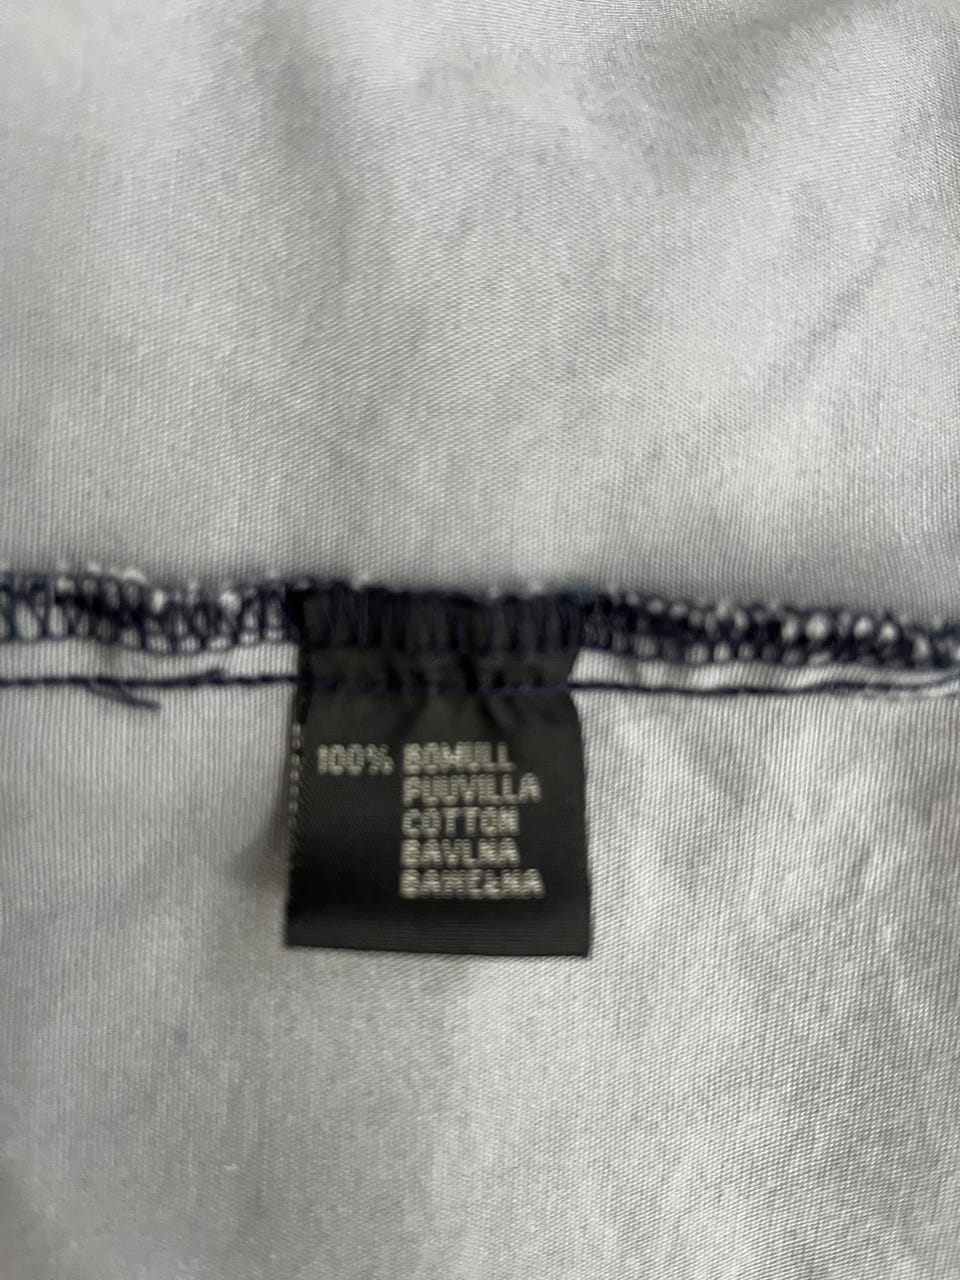 100% BOMULL
PUUVILLA
COTTON
BAVLNA
BAWEŁNA